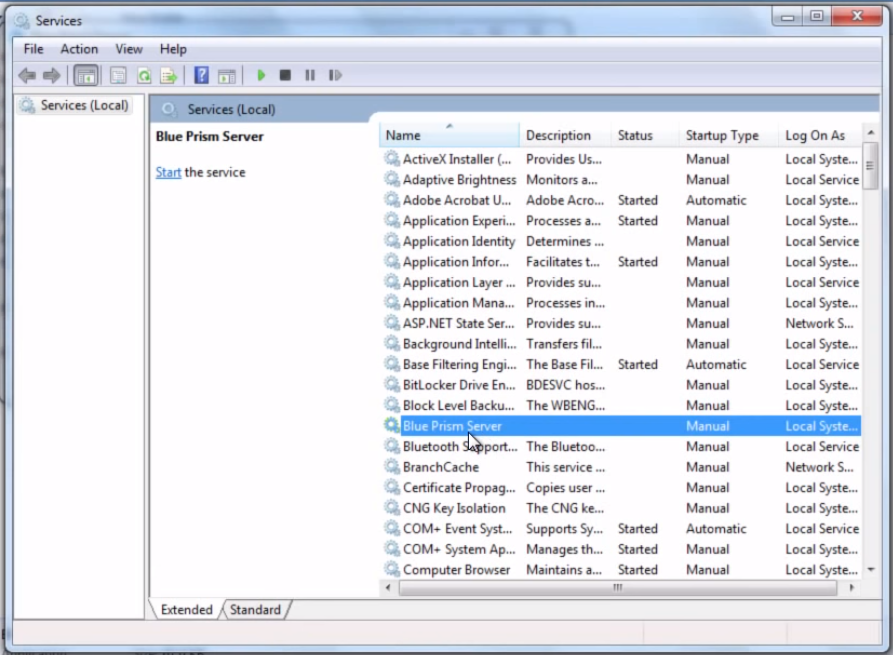 Services
File Action View Help
Services (Local)
Services (Local)
Blue Prism Server
Start the service
Name Description Status Startup Type Log On As
ActiveX Installer (... Provides Us... Manual Local Syste...
Adaptive Brightness Monitors a... Manual Local Service
Adobe Acrobat U... Adobe Acro... Started Automatic Local Syste...
Application Experi... Processes a... Started Manual Local Syste...
Application Identity Determines ... Manual Local Service
Application Infor... Facilitates t... Started Manual Local Syste...
Application Layer ... Provides su... Manual Local Service
Application Mana... Processes in... Manual Local Syste...
ASP.NET State Ser... Provides su... Manual Network S...
Background Intelli... Transfers fil... Manual Local Syste...
Base Filtering Engi... The Base Fil... Started Automatic Local Service
BitLocker Drive En... BDESVC hos... Manual Local Syste...
Block Level Backu... The WBENG... Manual Local Syste...
Blue Prism Server Manual Local Syste...
Bluetooth Support... The Bluetoo... Manual Local Service
BranchCache This service ... Manual Network S...
Certificate Propag... Copies user ... Manual Local Syste...
CNG Key Isolation The CNG ke... Manual Local Syste...
COM+ Event Syst... Supports Sy... Started Automatic Local Service
COM+ System Ap... Manages th... Started Manual Local Syste...
Computer Browser Maintains a... Started Manual Local Syste...
Extended Standard